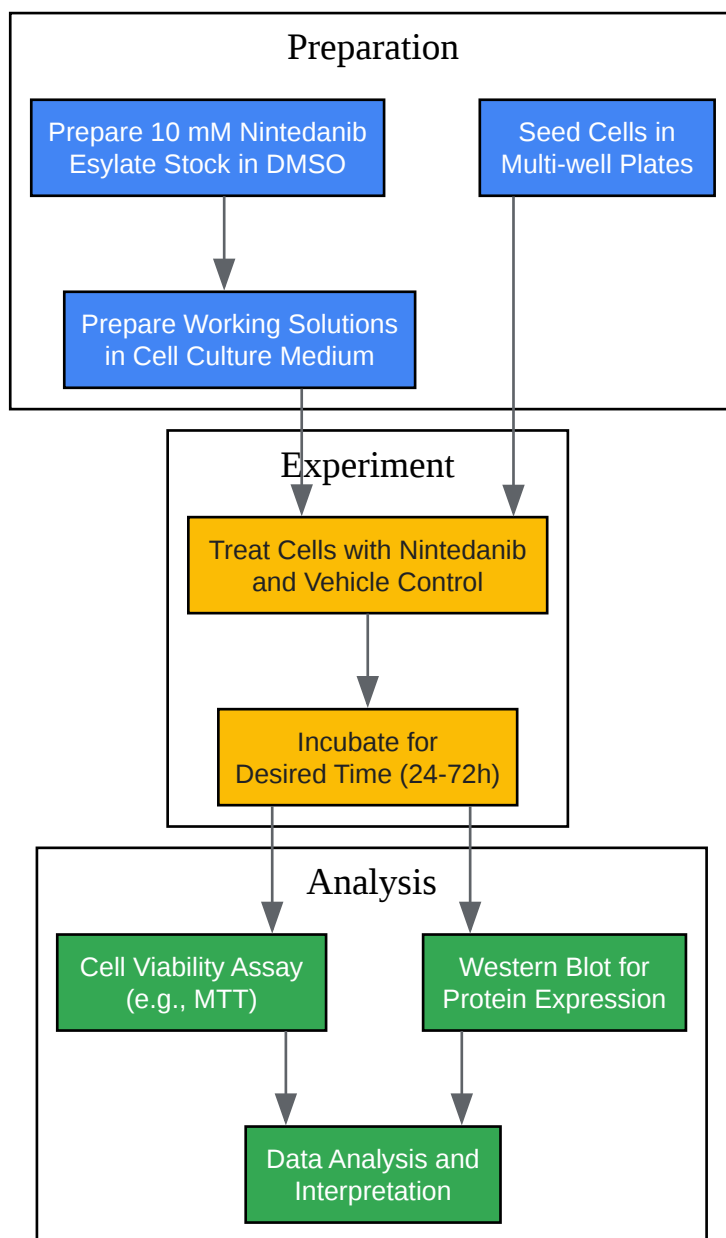 Preparation
Prepare 10 mM Nintedanib
Esylate Stock in DMSO
Seed Cells in
Multi-well Plates
Prepare Working Solutions
in Cell Culture Medium
Experiment
Treat Cells with Nintedanib
and Vehicle Control
Incubate for
Desired Time (24-72h)
Analysis
Cell Viability Assay
(e.g., MTT)
Western Blot for
Protein Expression
Data Analysis and
Interpretation